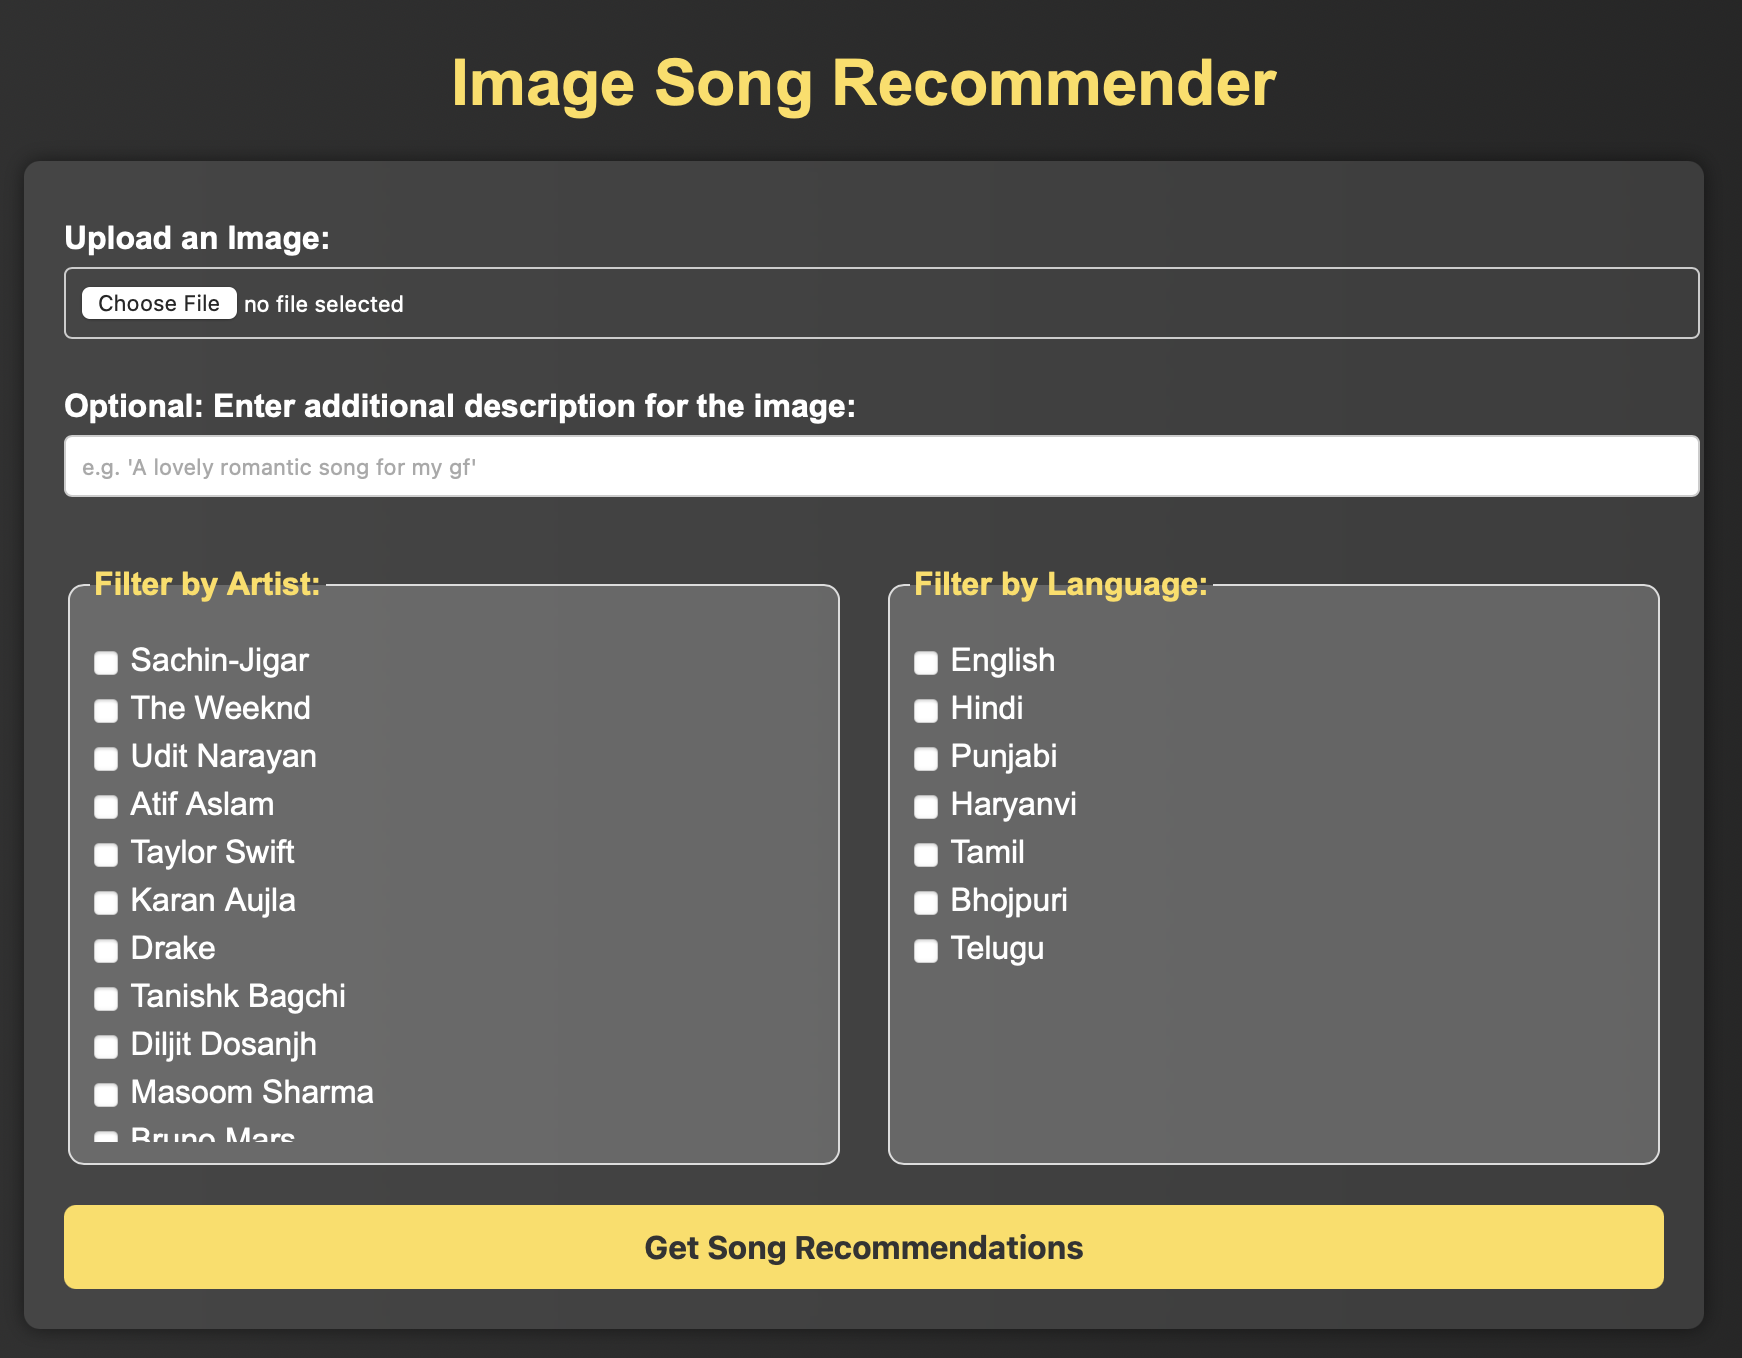 Image Song Recommender
Upload an Image:
Choose File no file selected
Optional: Enter additional description for the image:
e.g. 'A lovely romantic song for my gf'
Filter by Artist:
Sachin-Jigar
The Weeknd
Udit Narayan
Atif Aslam
Taylor Swift
Karan Aujla
Drake
Tanishk Bagchi
Diljit Dosanjh
Masoom Sharma
Bruno Mars
Filter by Language:
English
Hindi
Punjabi
Haryanvi
Tamil
Bhojpuri
Telugu
Get Song Recommendations